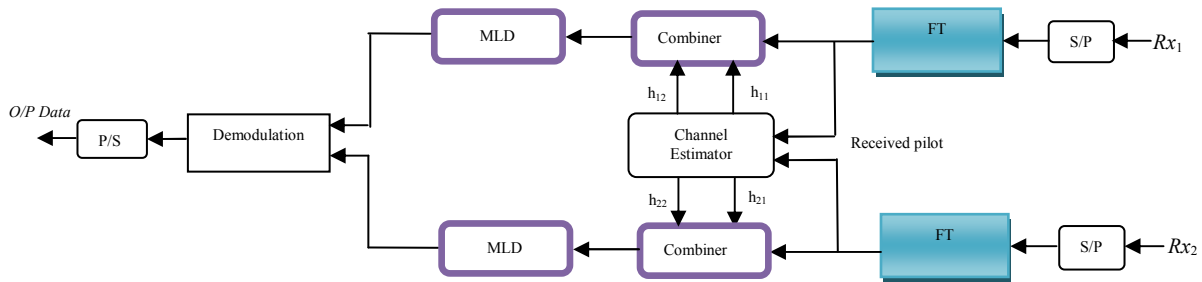 MLD
Combiner
FT
S/P
Rx₁
h₁₂
h₁₁
O/P Data
P/S
Demodulation
Channel
Estimator
Received pilot
h₂₂
h₂₁
MLD
Combiner
FT
S/P
Rx₂